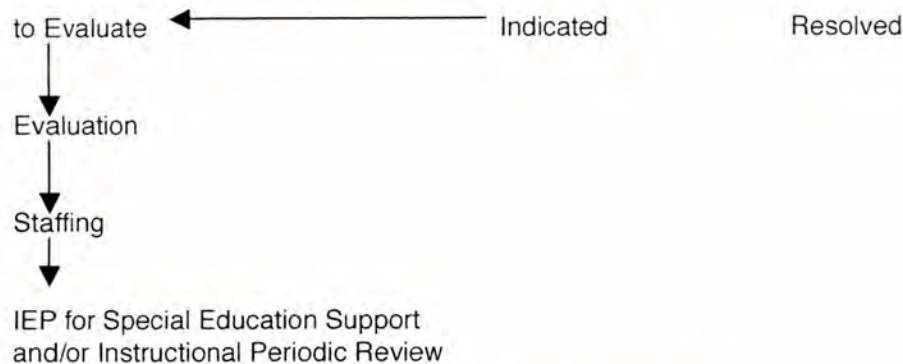 to Evaluate Indicated Resolved
Evaluation
Staffing
IEP for Special Education Support
and/or Instructional Periodic Review